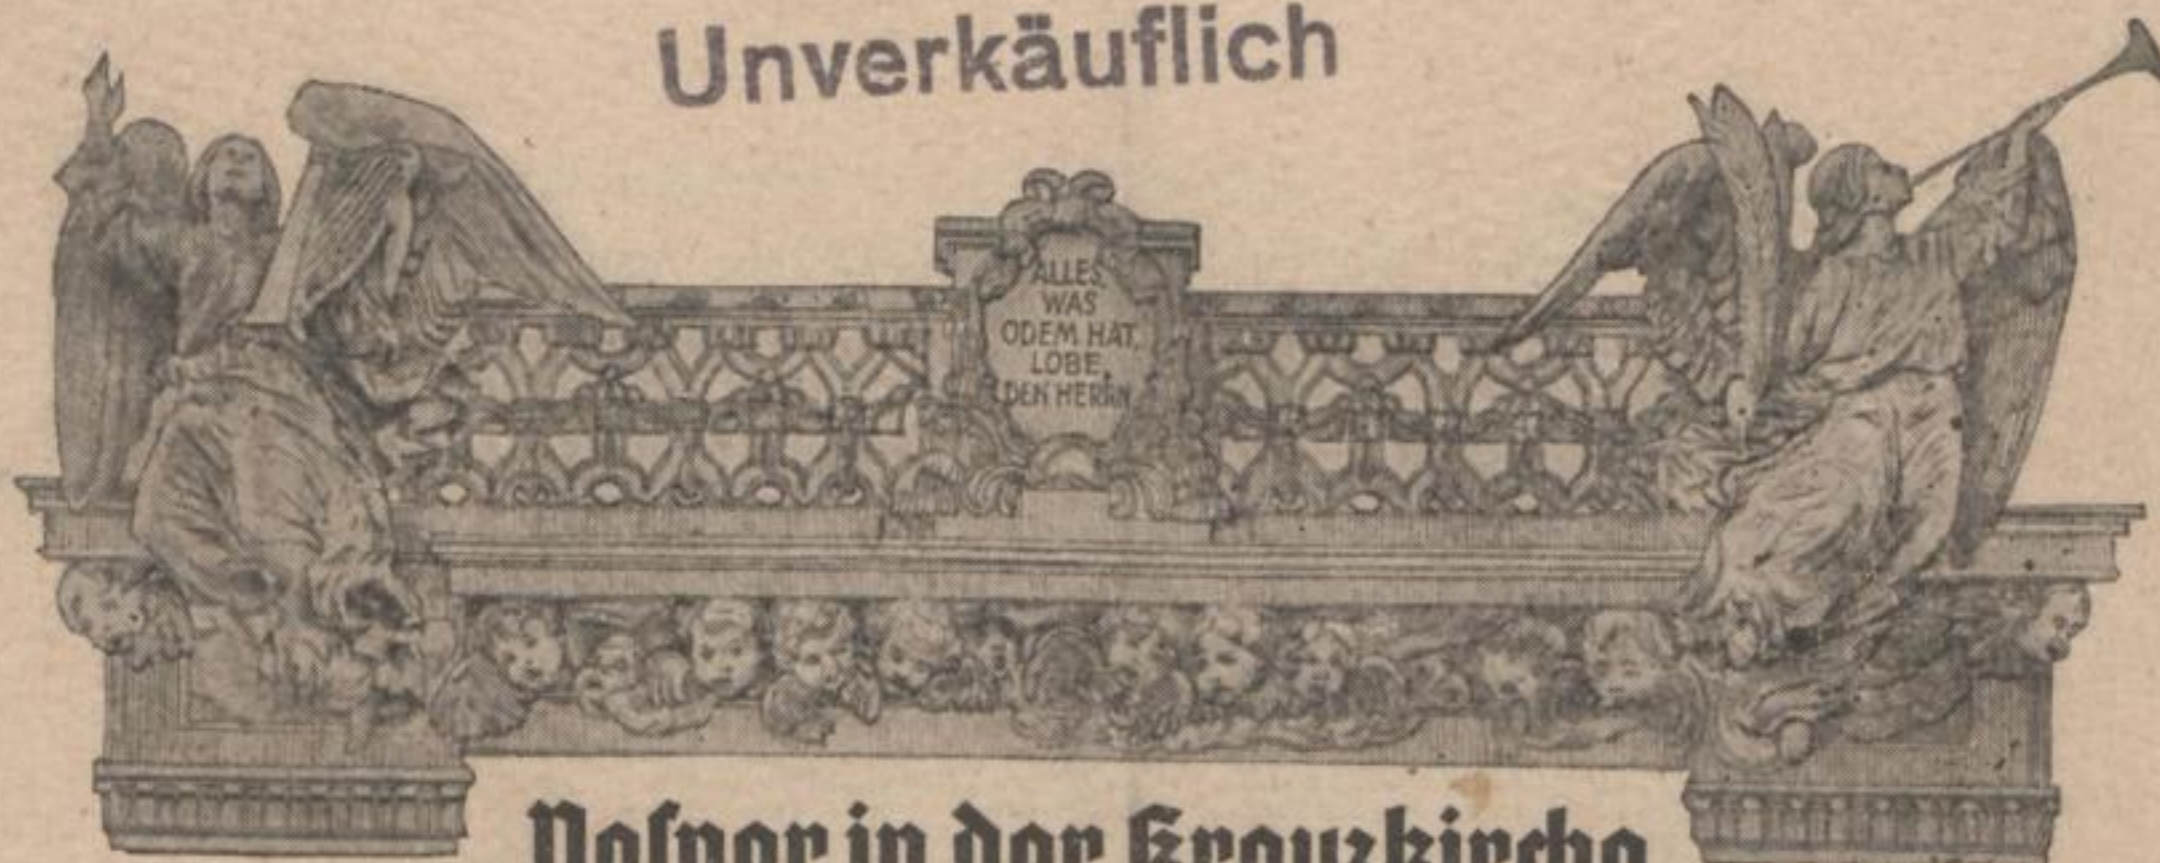 Unverkäuflich
ALLES,
WAS
ODEM HAT,
LOBE,
DEN HERRN
Vesper in der Kreuzkirche